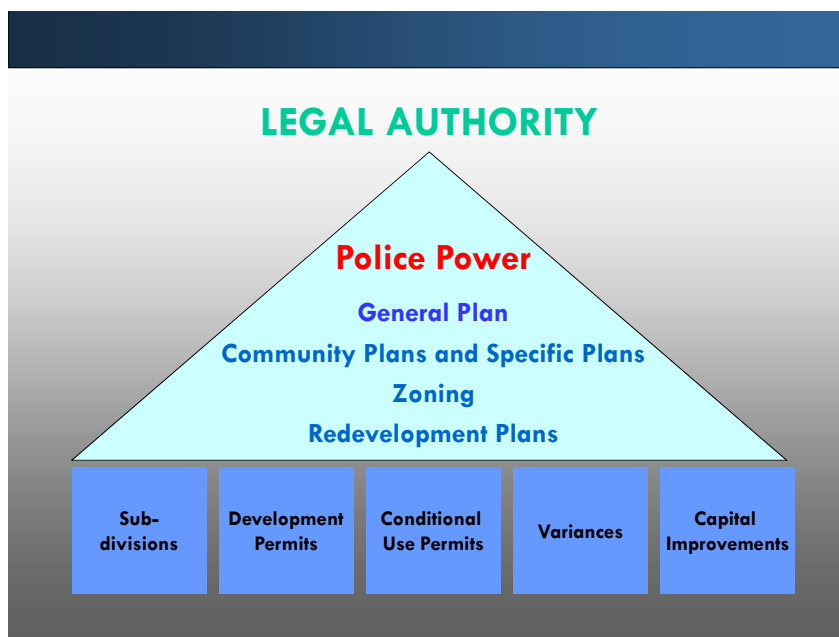 LEGAL AUTHORITY
Police Power
General Plan
Community Plans and Specific Plans
Zoning
Redevelopment Plans
Sub-
divisions
Development
Permits
Conditional
Use Permits
Variances
Capital
Improvements